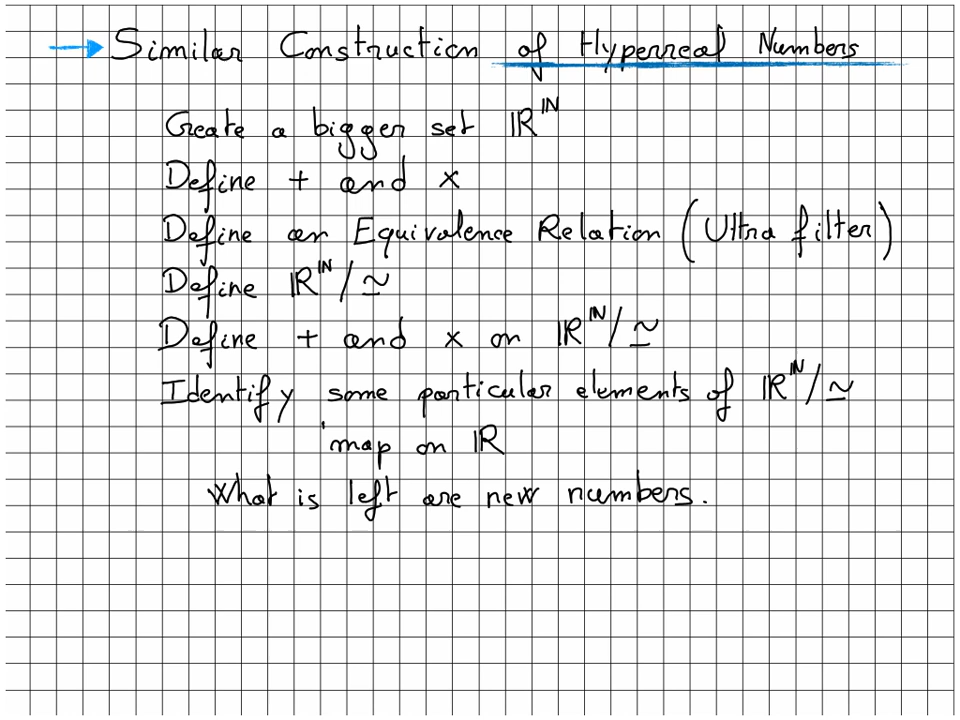 → Similar Construction of Hyperreal Numbers
Create a bigger set ℝ^ℕ
Define + and ×
Define an Equivalence Relation (Ultra filter)
Define ℝ^ℕ/≃
Define + and × on ℝ^ℕ/≃
Identify some particular elements of ℝ^ℕ/≃
map on ℝ
What is left are new numbers.